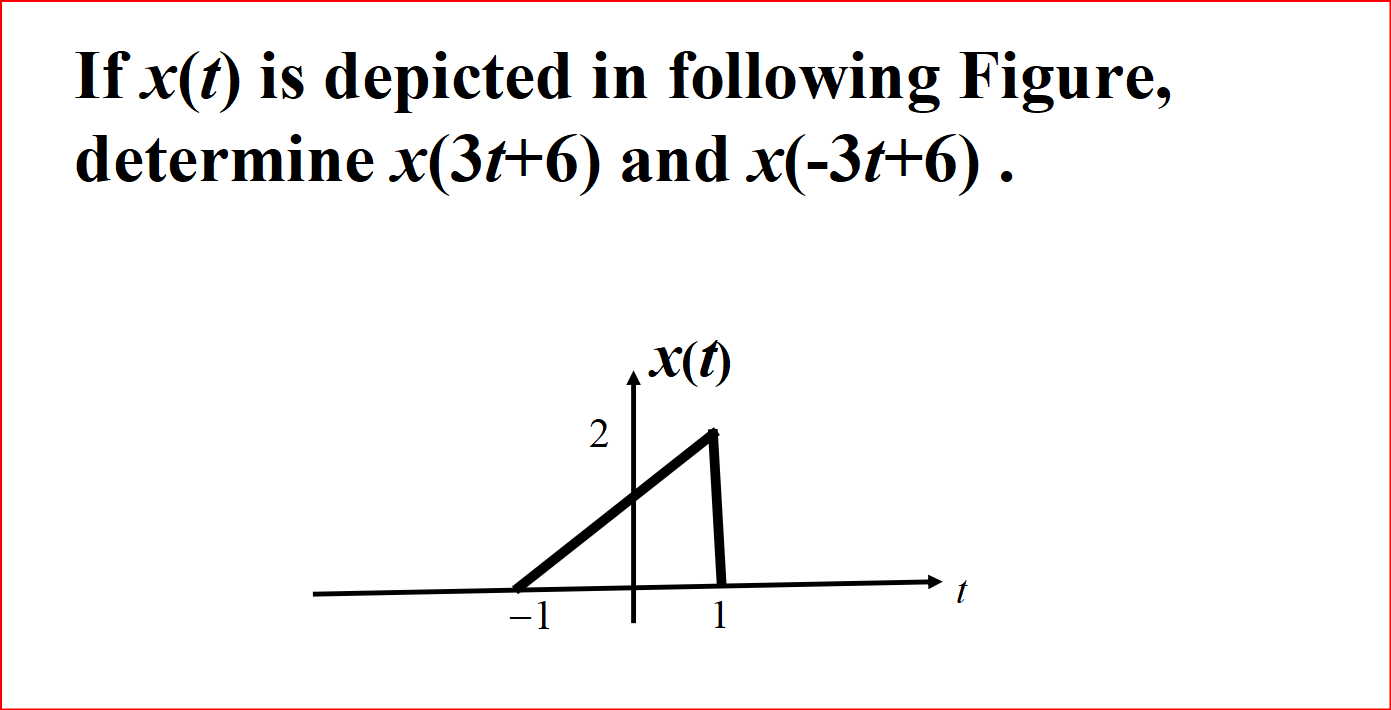 If x(t) is depicted in following Figure,
determine x(3t+6) and x(-3t+6) .
x(t)
2
−1
1
t